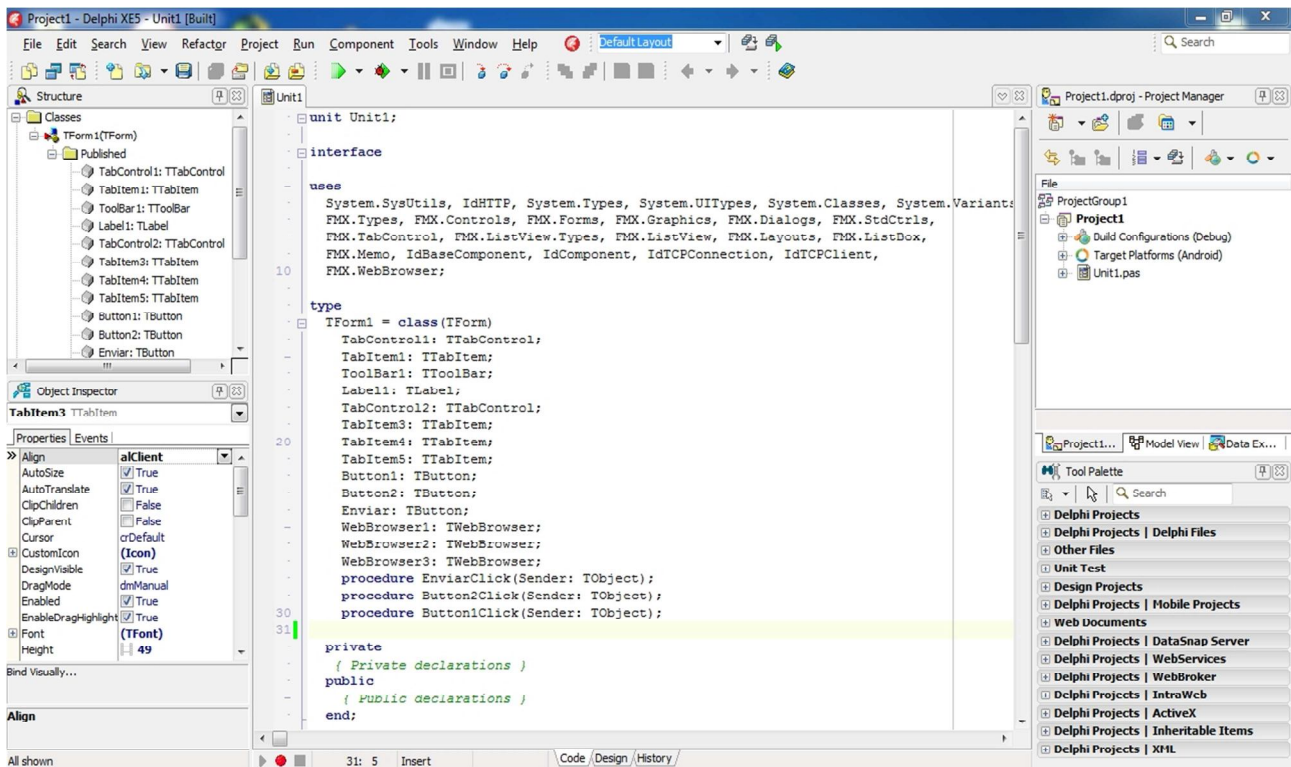 Project1 - Delphi XE5 - Unit1 [Built]
File Edit Search View Refactor Project Run Component Tools Window Help
Default Layout
Search
Structure
Classes
TForm1(TForm)
Published
TabControl1: TTabControl
TabItem1: TTabItem
ToolBar1: TToolBar
Label1: TLabel
TabControl2: TTabControl
TabItem3: TTabItem
TabItem4: TTabItem
TabItem5: TTabItem
Button1: TButton
Button2: TButton
Enviar: TButton
Object Inspector
TabItem3 TTabItem
Properties Events
Align alClient
AutoSize True
AutoTranslate True
ClipChildren False
ClipParent False
Cursor crDefault
CustomIcon (Icon)
DesignVisible True
DragMode dmManual
Enabled True
EnableDragHighlight True
Font (TFont)
Height 49
Bind Visually...
Align
All shown
Unit1
unit Unit1;
interface
uses
System.SysUtils, IdHTTP, System.Types, System.UITypes, System.Classes, System.Variants
FMX.Types, FMX.Controls, FMX.Forms, FMX.Graphics, FMX.Dialogs, FMX.StdCtrls,
FMX.TabControl, FMX.ListView.Types, FMX.ListView, FMX.Layouts, FMX.ListBox,
FMX.Memo, IdBaseComponent, IdComponent, IdTCPConnection, IdTCPClient,
10 FMX.WebBrowser;
type
TForm1 = class(TForm)
TabControl1: TTabControl;
TabItem1: TTabItem;
ToolBar1: TToolBar;
Label1: TLabel;
TabControl2: TTabControl;
TabItem3: TTabItem;
20 TabItem4: TTabItem;
TabItem5: TTabItem;
Button1: TButton;
Button2: TButton;
Enviar: TButton;
WebBrowser1: TWebBrowser;
WebBrowser2: TWebBrowser;
WebBrowser3: TWebBrowser;
procedure EnviarClick(Sender: TObject);
procedure Button2Click(Sender: TObject);
30 procedure Button1Click(Sender: TObject);
31
private
{ Private declarations }
public
{ Public declarations }
end;
31: 5 Insert
Code Design History
Project1.dproj - Project Manager
File
ProjectGroup1
Project1
Build Configurations (Debug)
Target Platforms (Android)
Unit1.pas
Project1... Model View Data Ex...
Tool Palette
Search
Delphi Projects
Delphi Projects | Delphi Files
Other Files
Unit Test
Design Projects
Delphi Projects | Mobile Projects
Web Documents
Delphi Projects | DataSnap Server
Delphi Projects | WebServices
Delphi Projects | WebBroker
Delphi Projects | IntraWeb
Delphi Projects | ActiveX
Delphi Projects | Inheritable Items
Delphi Projects | XML